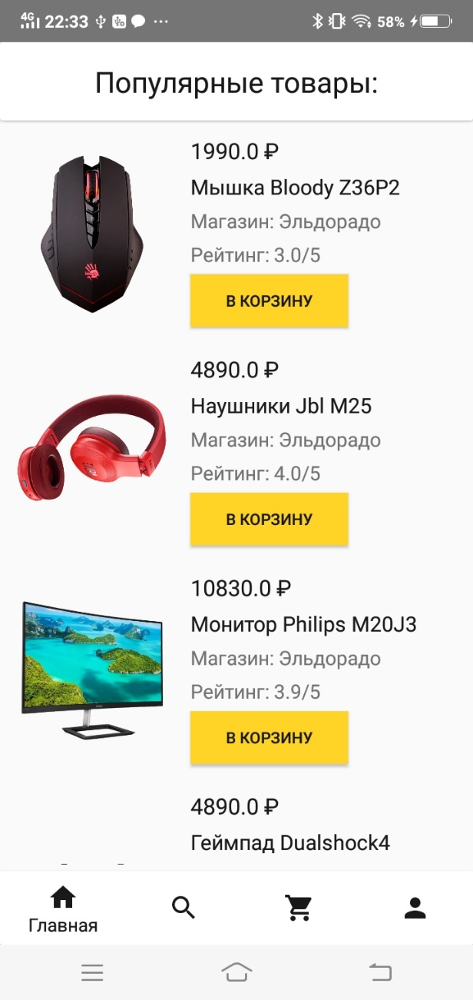 4G 22:33 58%
Популярные товары:
1990.0 ₽
Мышка Bloody Z36P2
Магазин: Эльдорадо
Рейтинг: 3.0/5
В КОРЗИНУ
4890.0 ₽
Наушники Jbl M25
Магазин: Эльдорадо
Рейтинг: 4.0/5
В КОРЗИНУ
10830.0 ₽
Монитор Philips M20J3
Магазин: Эльдорадо
Рейтинг: 3.9/5
В КОРЗИНУ
4890.0 ₽
Геймпад Dualshock4
Главная